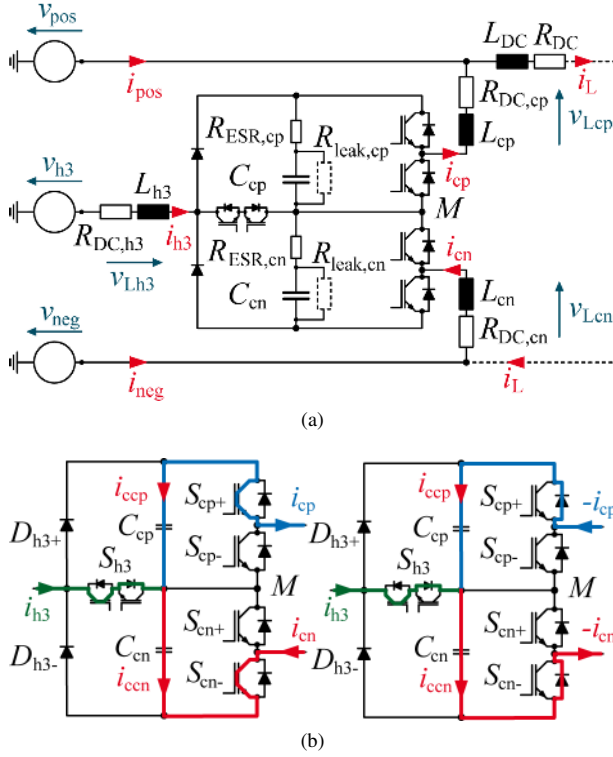 v_pos
L_DC R_DC
i_pos
i_L
R_DC,cp
v_Lcp
R_ESR,cp
R_leak,cp
L_cp
v_h3
L_h3
C_cp
i_cp
M
R_DC,h3
i_h3
R_ESR,cn
R_leak,cn
i_cn
v_Lh3
C_cn
L_cn
v_Lcn
v_neg
R_DC,cn
i_neg
i_L
(a)
i_ccp
S_cp+
i_cp
C_cp
D_h3+
S_h3
S_cp-
i_h3
M
C_cn
S_cn+
i_cn
D_h3-
i_ccn
S_cn-
i_ccp
S_cp+
-i_cp
C_cp
D_h3+
S_h3
S_cp-
i_h3
M
C_cn
S_cn+
-i_cn
D_h3-
i_ccn
S_cn-
(b)